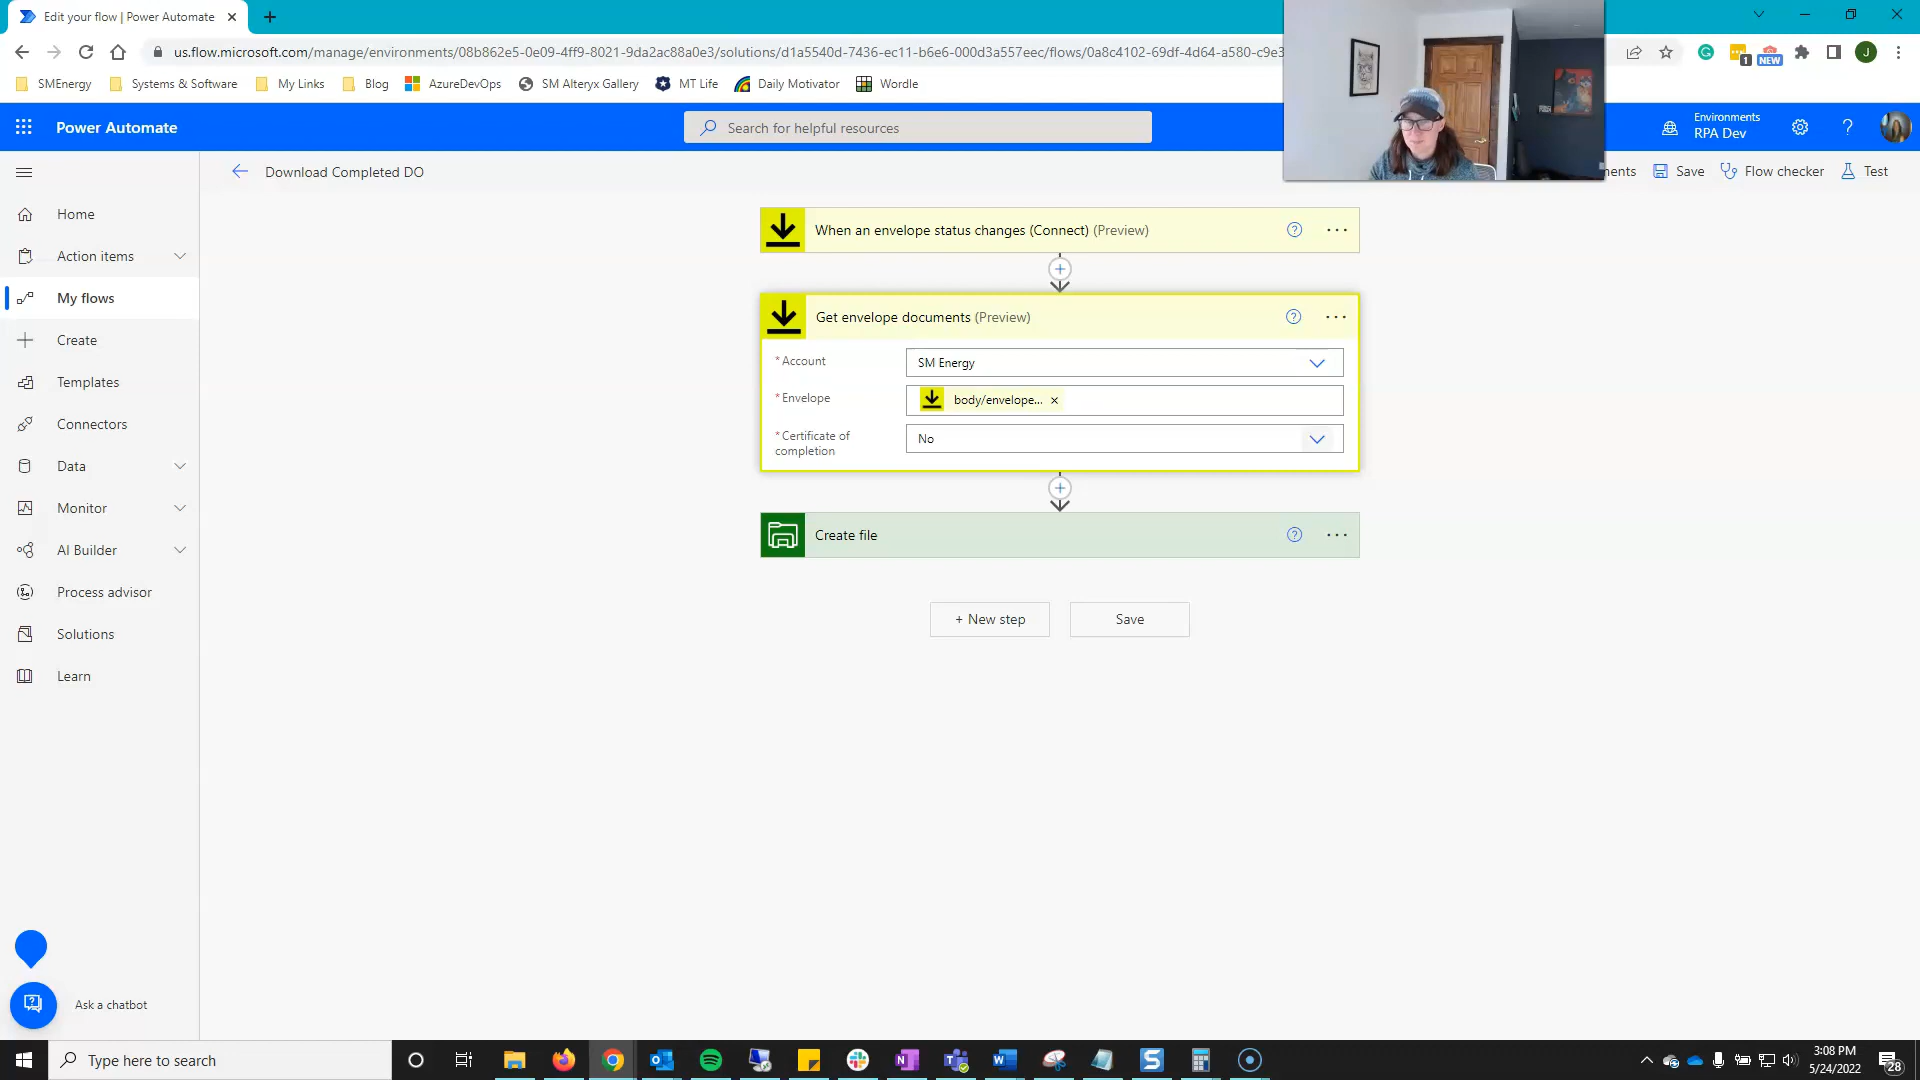 Edit your flow | Power Automate
us.flow.microsoft.com/manage/environments/08b862e5-0e09-4ff9-8021-9da2ac88a0e3/solutions/d1a5540d-7436-ec11-b6e6-000d3a557eec/flows/0a8c4102-69df-4d64-a580-c9e3
1
NEW
J
SMEnergy
Systems & Software
My Links
Blog
AzureDevOps
SM Alteryx Gallery
MT Life
Daily Motivator
Wordle
Power Automate
Search for helpful resources
Environments
RPA Dev
Download Completed DO
Save
Flow checker
Test
Home
Action items
My flows
Create
Templates
Connectors
Data
Monitor
AI Builder
Process advisor
Solutions
Learn
Ask a chatbot
When an envelope status changes (Connect) (Preview)
Get envelope documents (Preview)
* Account
SM Energy
* Envelope
body/envelope...
* Certificate of
completion
No
Create file
+ New step
Save
Type here to search
3:08 PM
5/24/2022
28